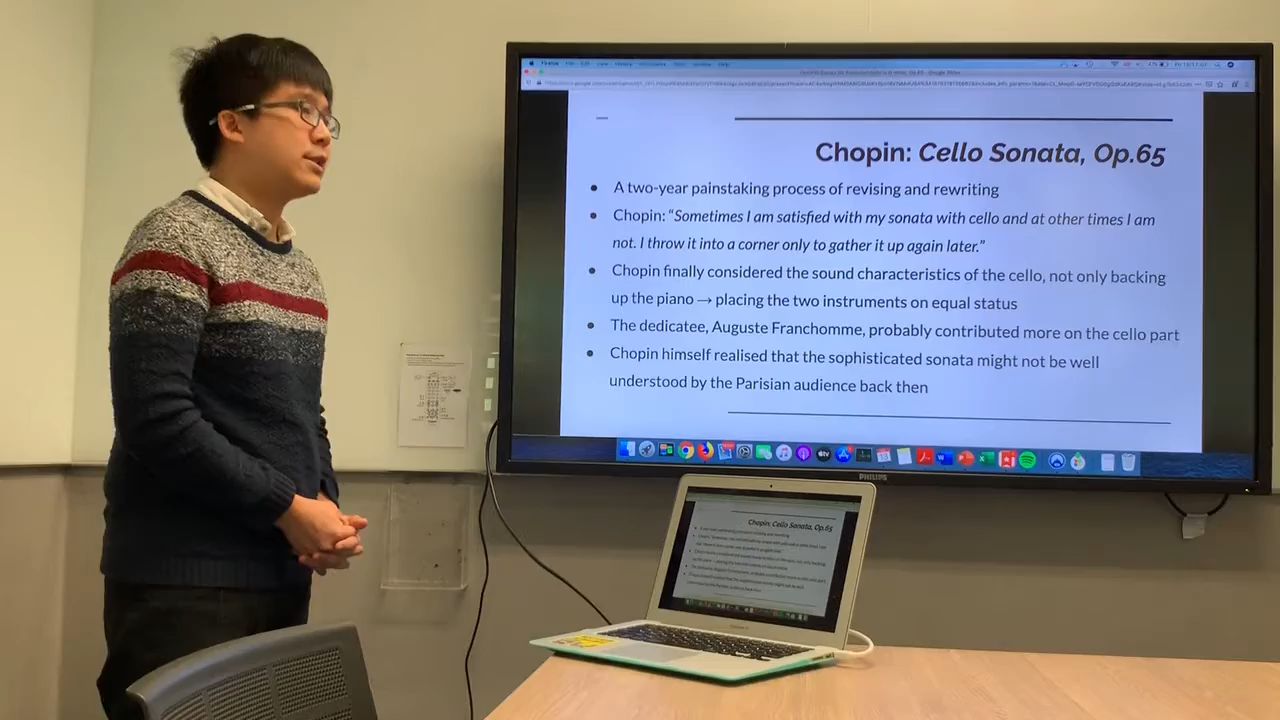 Chopin: Cello Sonata, Op.65
● A two-year painstaking process of revising and rewriting
● Chopin: “Sometimes I am satisfied with my sonata with cello and at other times I am
not. I throw it into a corner only to gather it up again later.”
● Chopin finally considered the sound characteristics of the cello, not only backing
up the piano → placing the two instruments on equal status
● The dedicatee, Auguste Franchomme, probably contributed more on the cello part
● Chopin himself realised that the sophisticated sonata might not be well
understood by the Parisian audience back then
PHILIPS
Chopin: Cello Sonata, Op.65